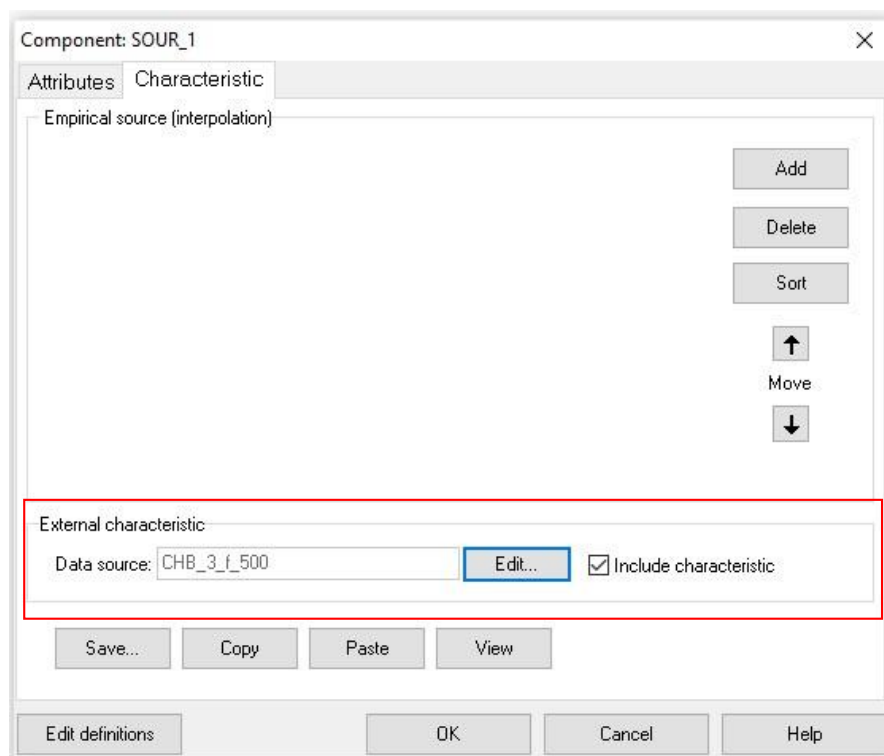 Component: SOUR_1
Attributes Characteristic
Empirical source (interpolation)
Add
Delete
Sort
Move
External characteristic
Data source: CHB_3_f_500 Edit... Include characteristic
Save... Copy Paste View
Edit definitions OK Cancel Help